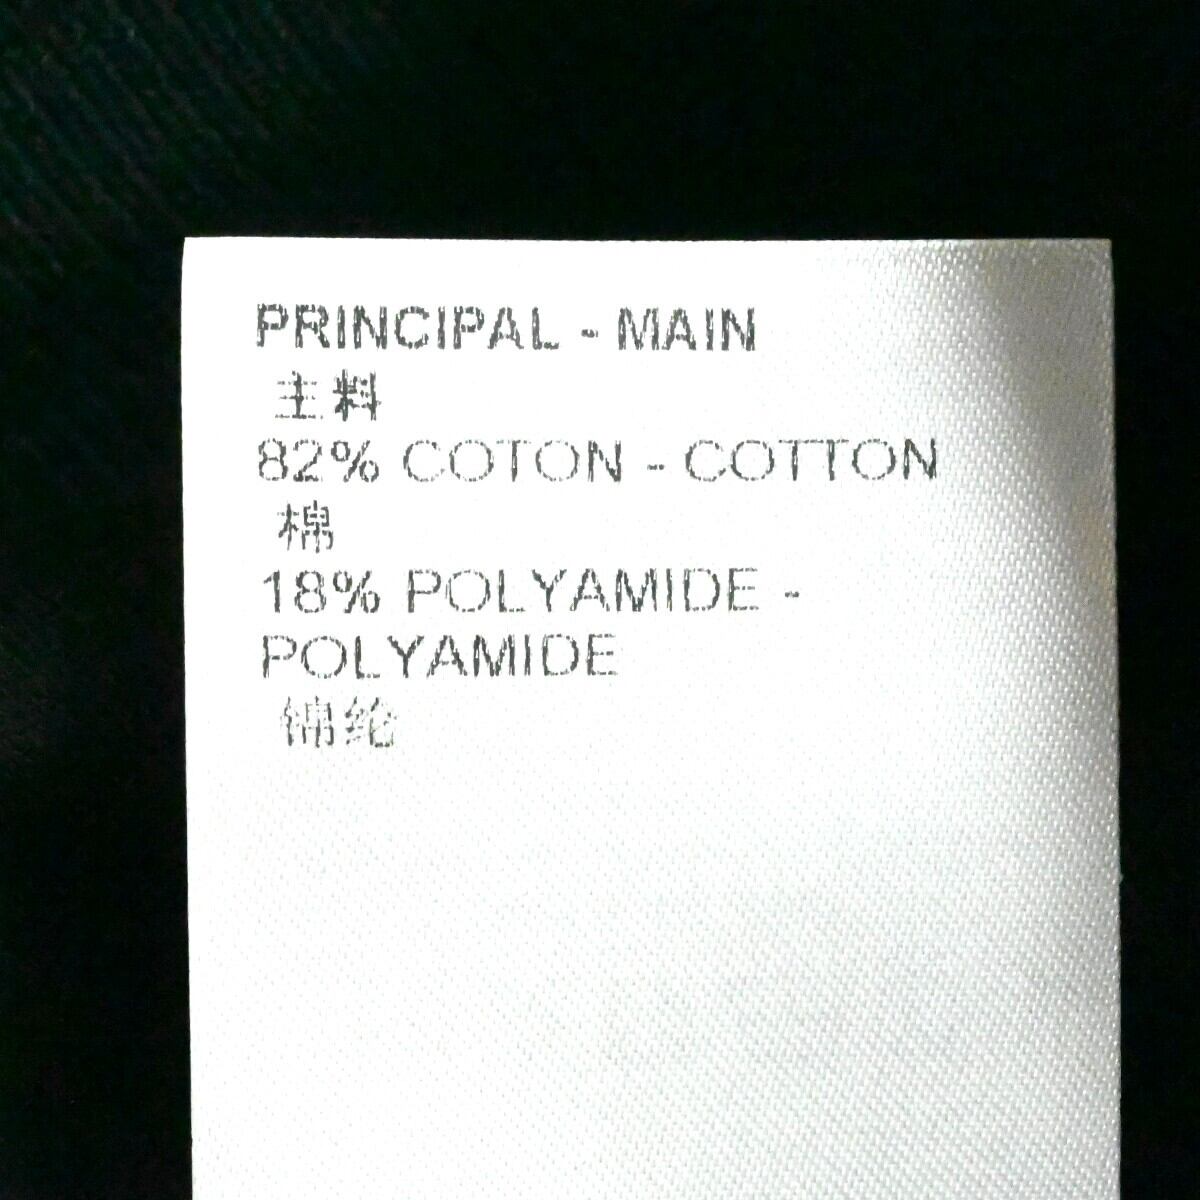 PRINCIPAL - MAIN
主料
82% COTON - COTTON
棉
18% POLYAMIDE -
POLYAMIDE
锦纶